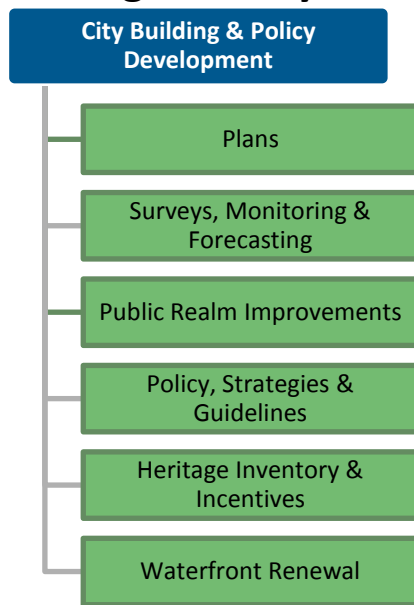 City Building & Policy
Development
Plans
Surveys, Monitoring &
Forecasting
Public Realm Improvements
Policy, Strategies &
Guidelines
Heritage Inventory &
Incentives
Waterfront Renewal